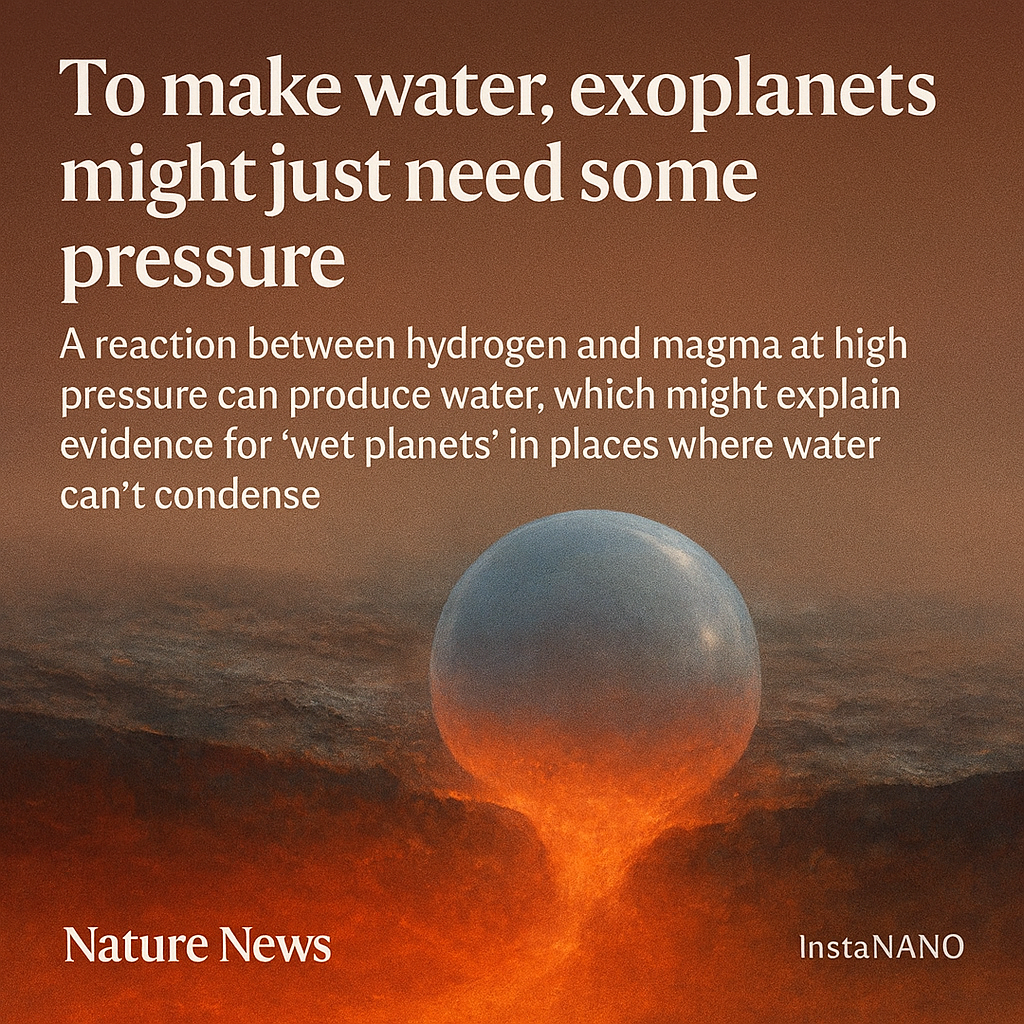 To make water, exoplanets
might just need some
pressure
A reaction between hydrogen and magma at high
pressure can produce water, which might explain
evidence for ‘wet planets’ in places where water
can’t condense
Nature News
InstaNANO